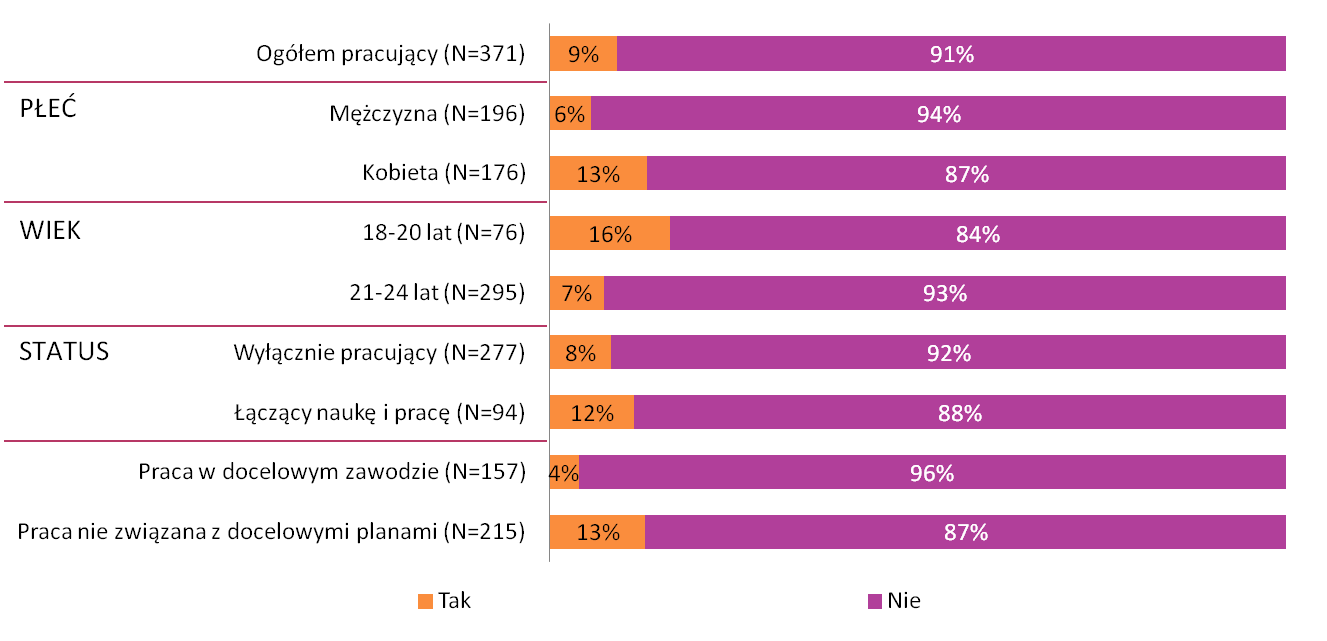 Ogółem pracujący (N=371) 9% 91%
PŁEĆ Mężczyzna (N=196) 6% 94%
Kobieta (N=176) 13% 87%
WIEK 18-20 lat (N=76) 16% 84%
21-24 lat (N=295) 7% 93%
STATUS Wyłącznie pracujący (N=277) 8% 92%
Łączący naukę i pracę (N=94) 12% 88%
Praca w docelowym zawodzie (N=157) 4% 96%
Praca nie związana z docelowymi planami (N=215) 13% 87%
Tak Nie